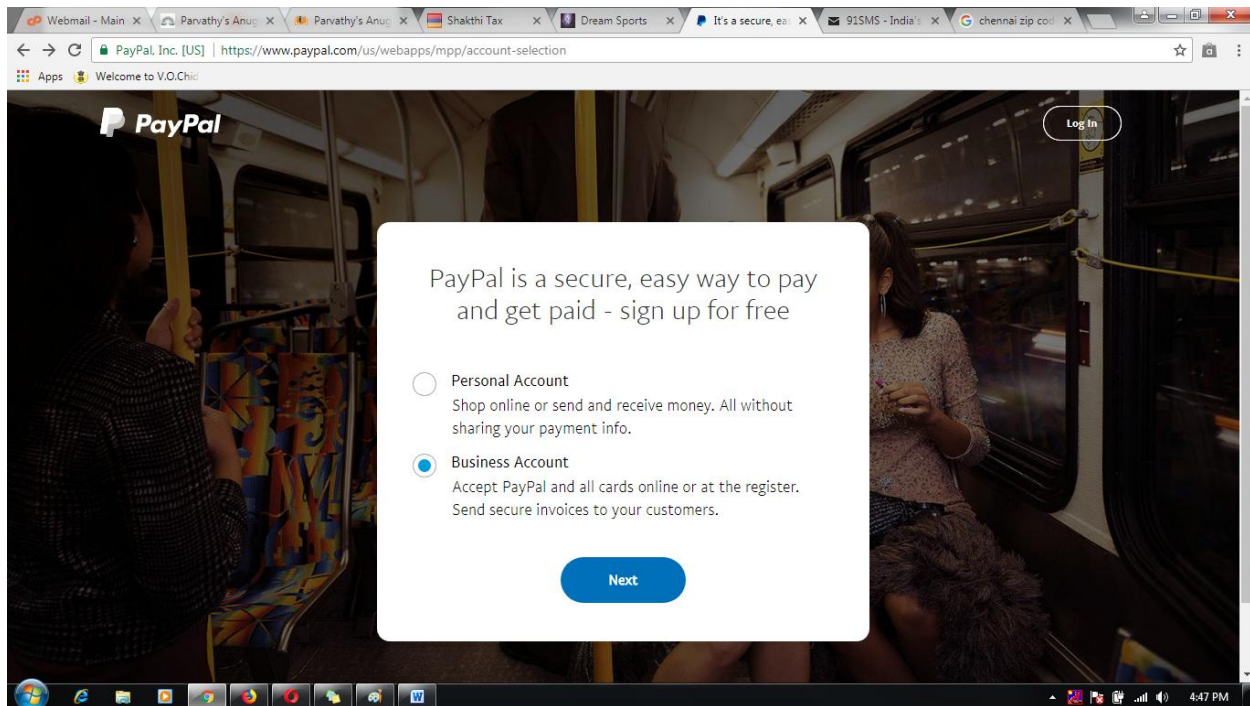 Webmail - Main
Parvathy's Anug
Parvathy's Anug
Shakthi Tax
Dream Sports
It's a secure, eas
91SMS - India's
chennai zip cod
PayPal, Inc. [US] | https://www.paypal.com/us/webapps/mpp/account-selection
Apps
Welcome to V.O.Chid
PayPal
Log In
PayPal is a secure, easy way to pay
and get paid - sign up for free
Personal Account
Shop online or send and receive money. All without
sharing your payment info.
Business Account
Accept PayPal and all cards online or at the register.
Send secure invoices to your customers.
Next
4:47 PM